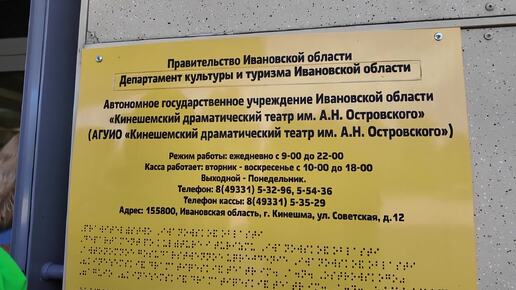 Правительство Ивановской области
Департамент культуры и туризма Ивановской области
Автономное государственное учреждение Ивановской области
«Кинешемский драматический театр им. А.Н. Островского»
(АГУИО «Кинешемский драматический театр им. А.Н. Островского»)
Режим работы: ежедневно с 9-00 до 22-00
Касса работает: вторник - воскресенье с 10-00 до 18-00
Выходной - Понедельник.
Телефон: 8(49331) 5-32-96, 5-54-36
Телефон кассы: 8(49331) 5-35-29
Адрес: 155800, Ивановская область, г. Кинешма, ул. Советская, д.12